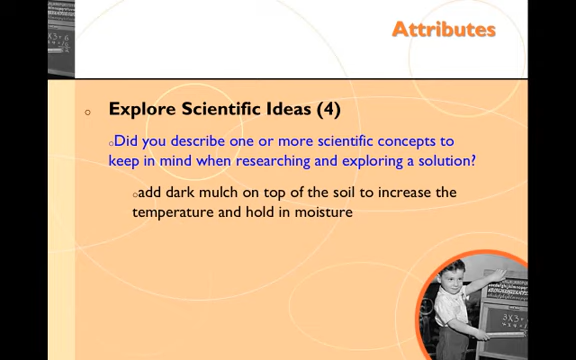 Attributes
Explore Scientific Ideas (4)
Did you describe one or more scientific concepts to
keep in mind when researching and exploring a solution?
add dark mulch on top of the soil to increase the
temperature and hold in moisture